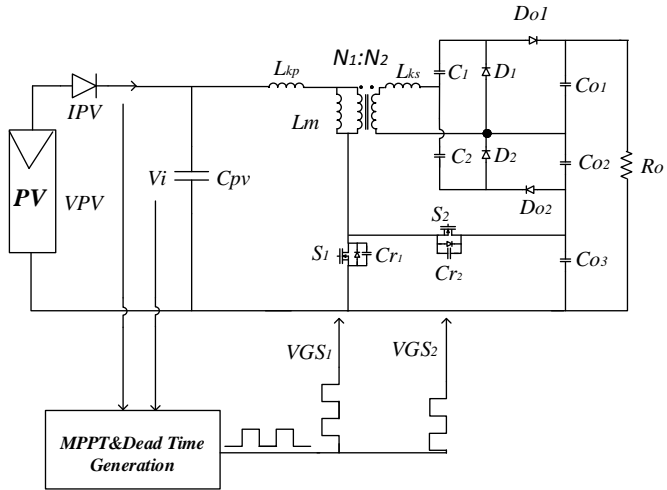 Do1
N1:N2
Lkp
Lks
C1
D1
Co1
IPV
Lm
C2
D2
Co2
Ro
PV
VPV
Vi
Cpv
Do2
S2
S1
Cr1
Cr2
Co3
VGS1
VGS2
MPPT&Dead Time
Generation